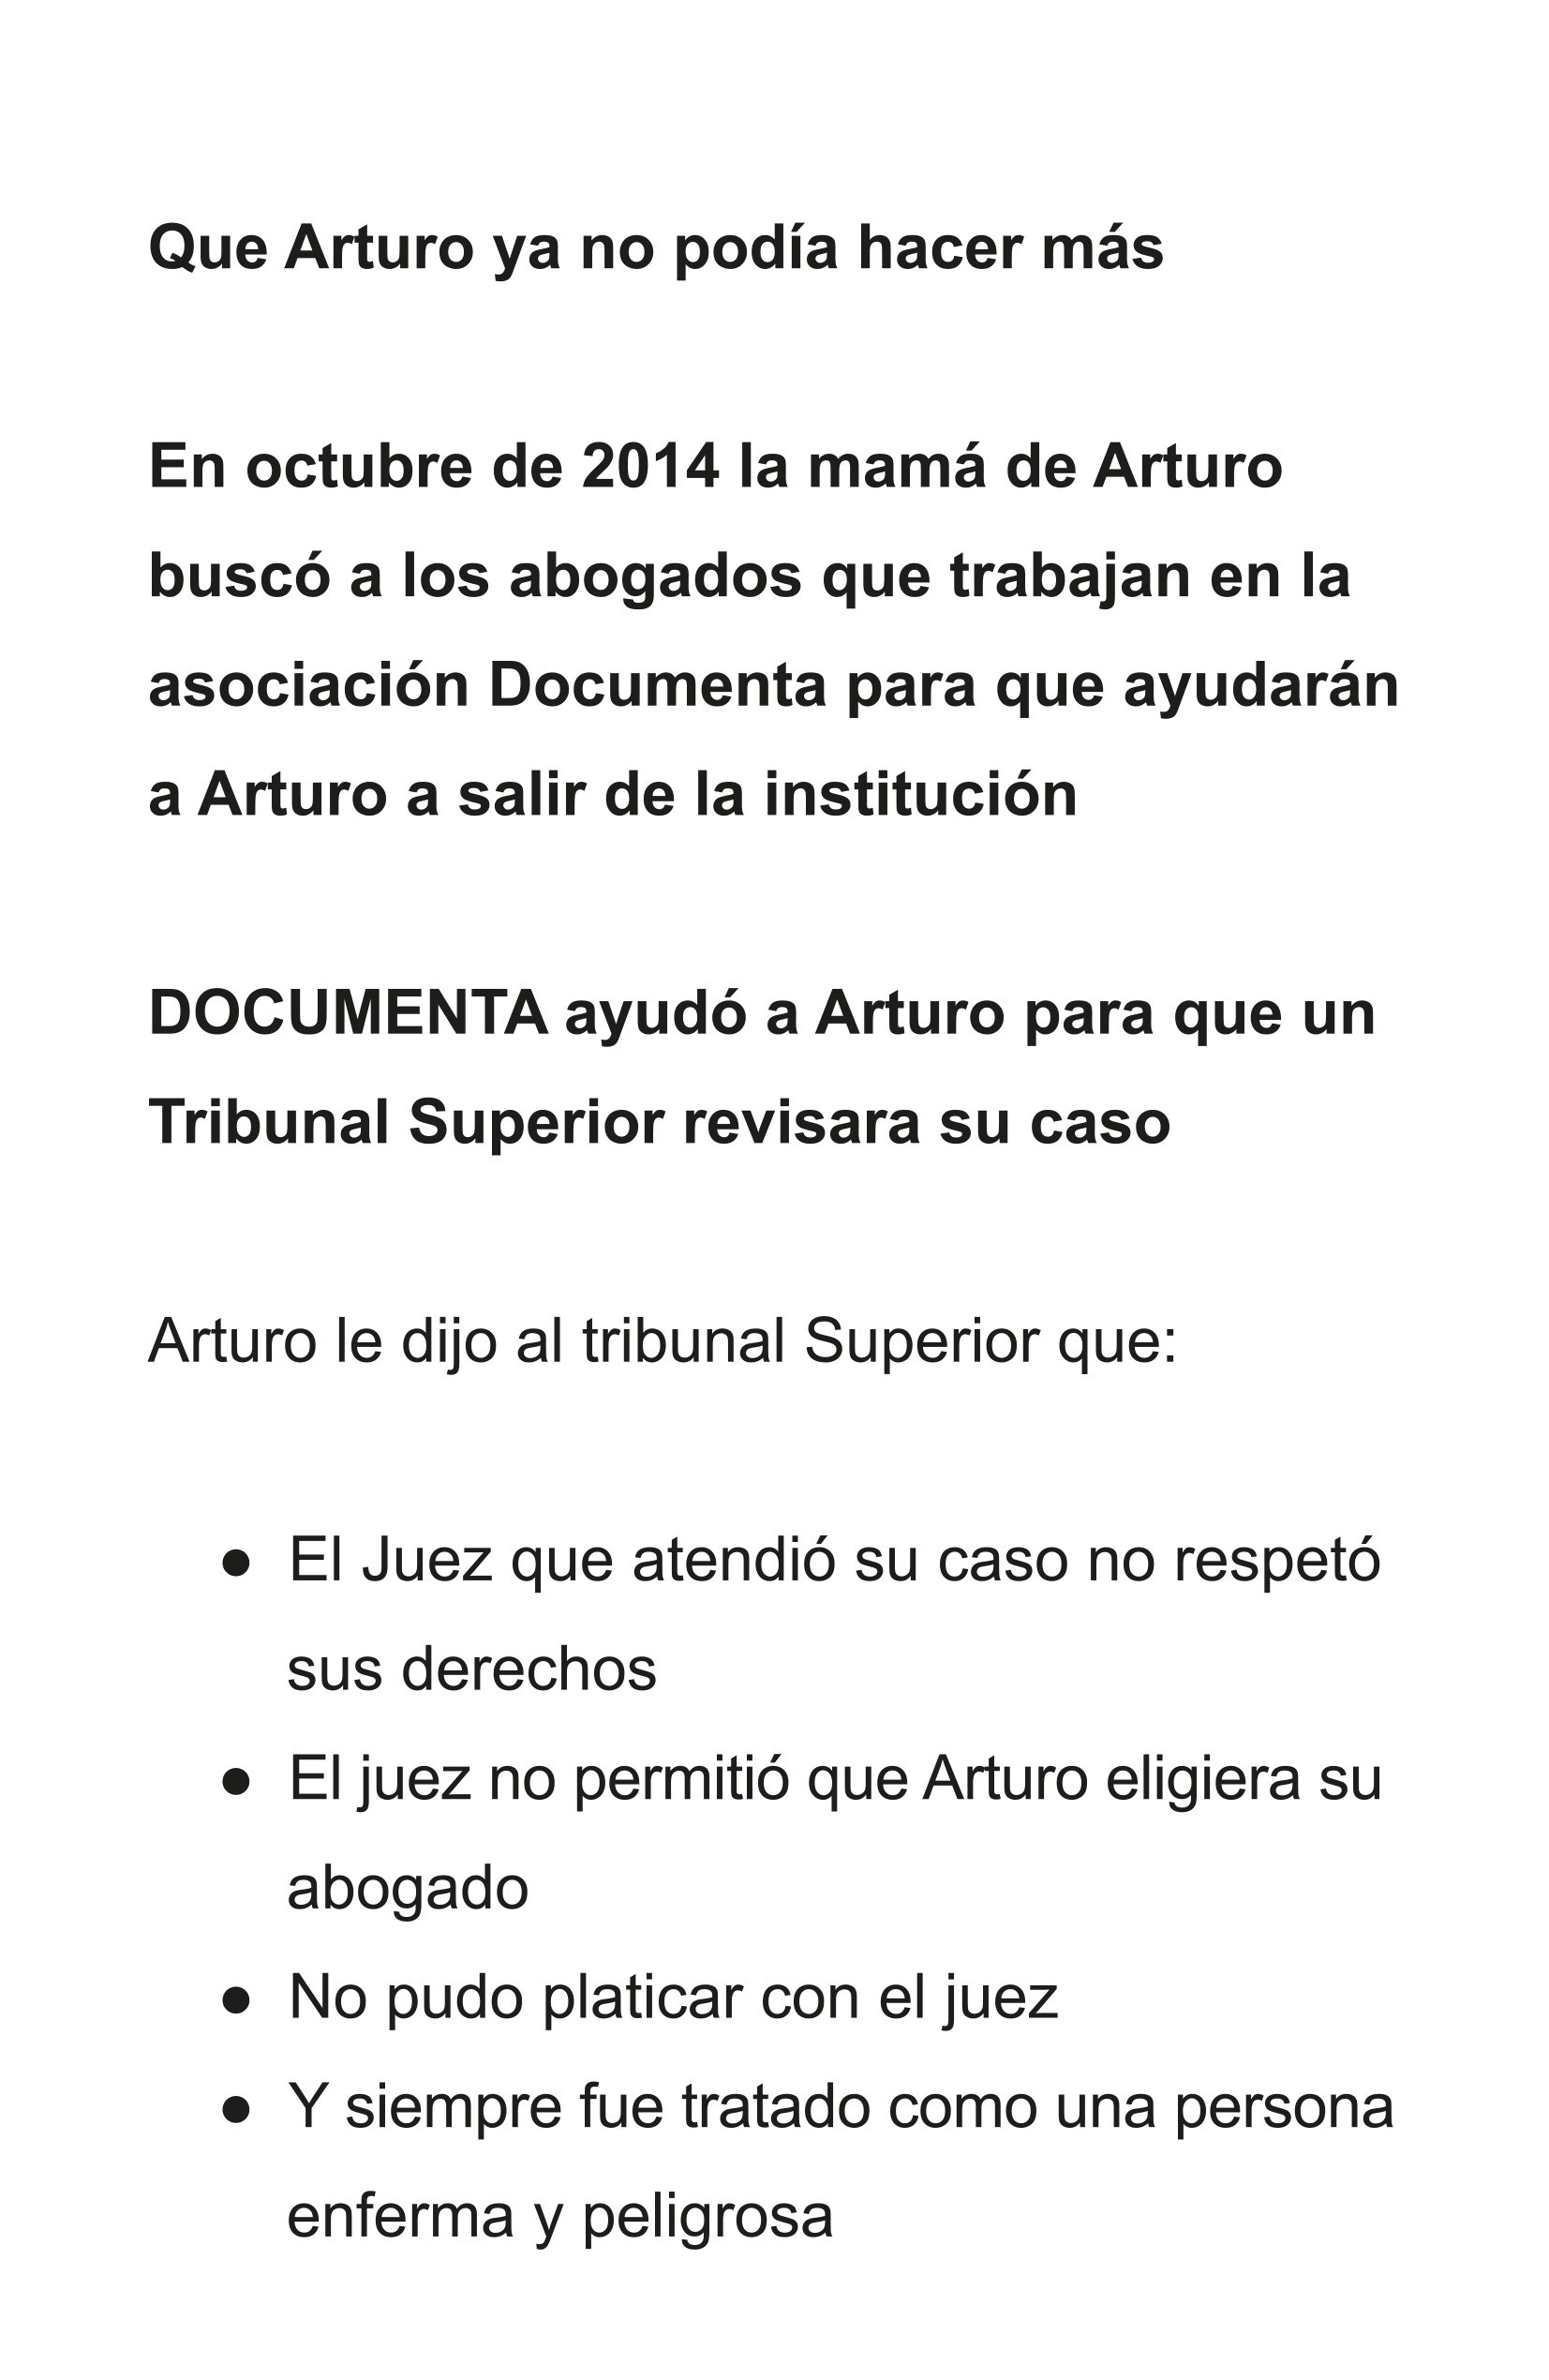 Que Arturo ya no podía hacer más
En octubre de 2014 la mamá de Arturo
buscó a los abogados que trabajan en la
asociación Documenta para que ayudarán
a Arturo a salir de la institución
DOCUMENTA ayudó a Arturo para que un
Tribunal Superior revisara su caso
Arturo le dijo al tribunal Superior que:
● El Juez que atendió su caso no respetó
sus derechos
● El juez no permitió que Arturo eligiera su
abogado
● No pudo platicar con el juez
● Y siempre fue tratado como una persona
enferma y peligrosa